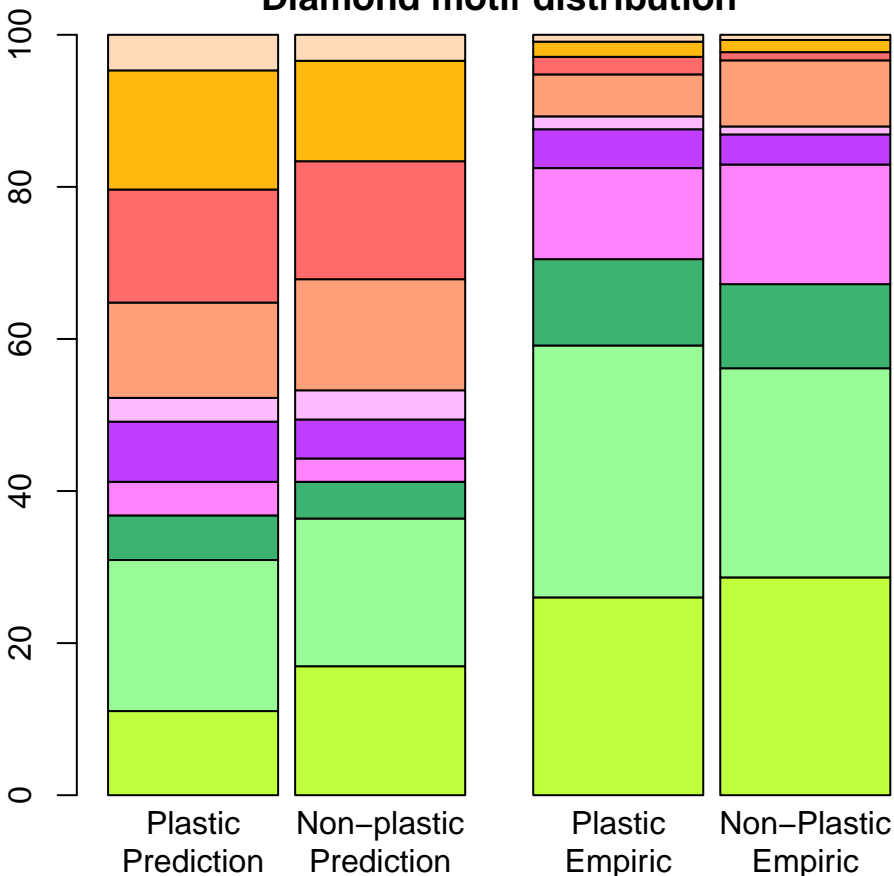 Diamond motif distribution
100
80
60
40
20
0
Plastic Prediction
Non−plastic Prediction
Plastic Empiric
Non−Plastic Empiric